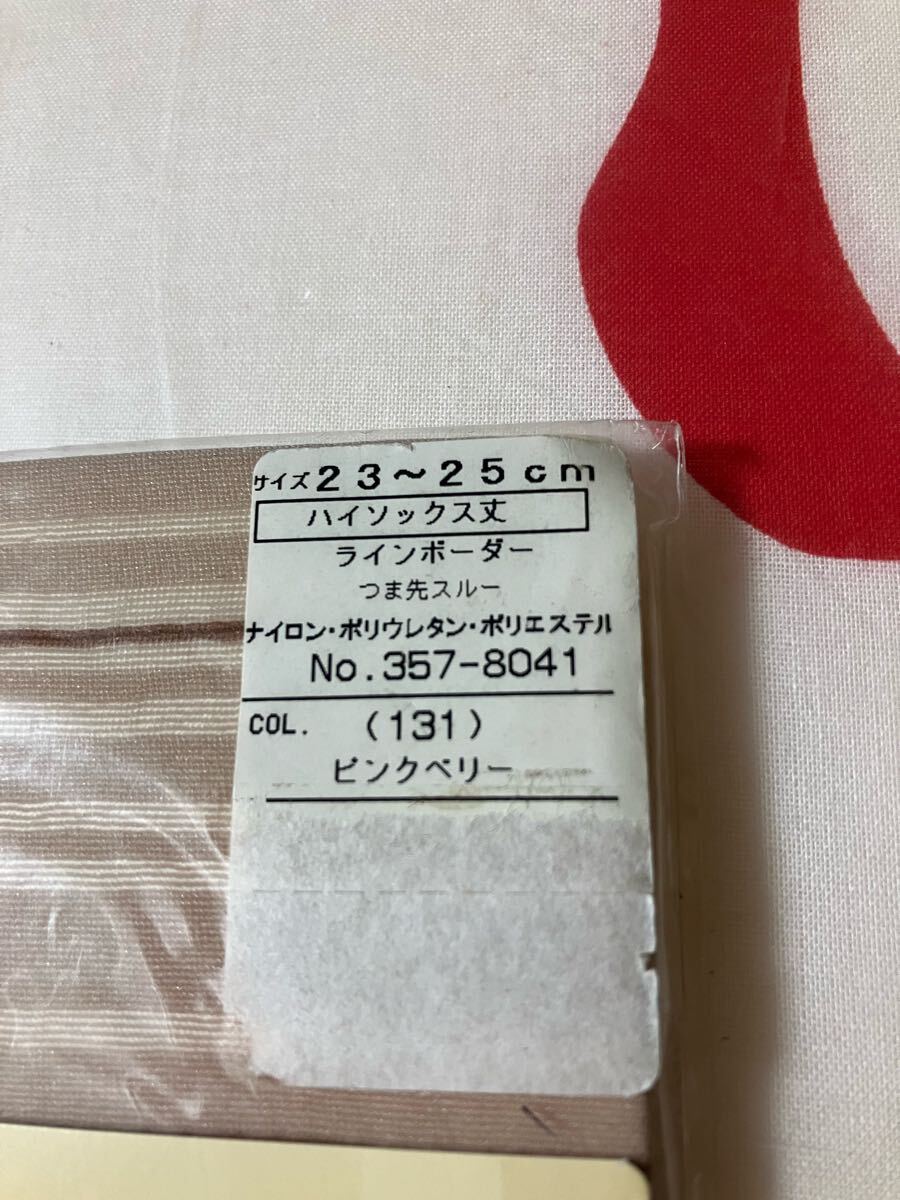 サイズ２３～２５ｃｍ
ハイソックス丈
ラインボーダー
つま先スルー
ナイロン・ポリウレタン・ポリエステル
No.357-8041
COL. (131)
ピンクベリー